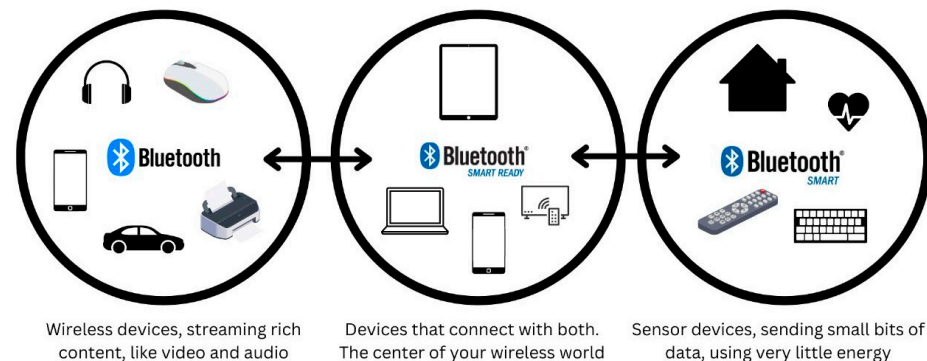 Bluetooth
Bluetooth®
SMART READY
Bluetooth®
SMART
Wireless devices, streaming rich
content, like video and audio
Devices that connect with both.
The center of your wireless world
Sensor devices, sending small bits of
data, using very little energy